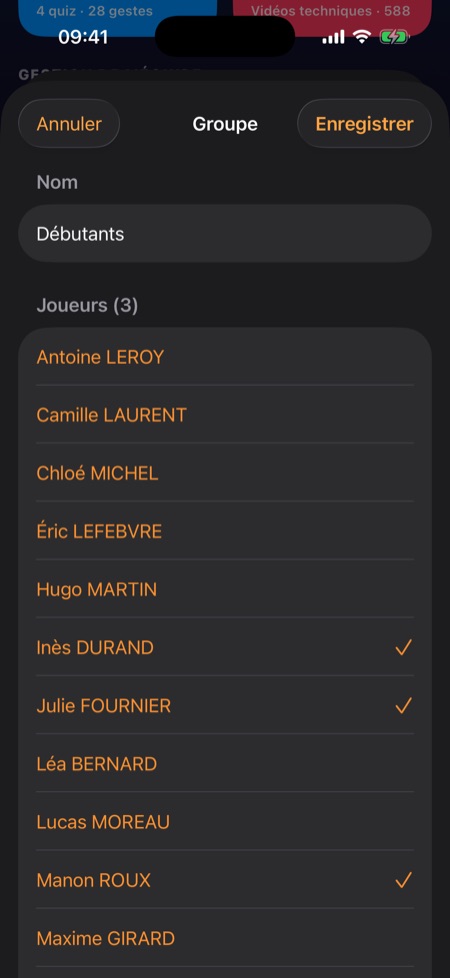 4 quiz · 28 gestes
Vidéos techniques · 588
09:41
Annuler
Groupe
Enregistrer
Nom
Débutants
Joueurs (3)
Antoine LEROY
Camille LAURENT
Chloé MICHEL
Éric LEFEBVRE
Hugo MARTIN
Inès DURAND
Julie FOURNIER
Léa BERNARD
Lucas MOREAU
Manon ROUX
Maxime GIRARD